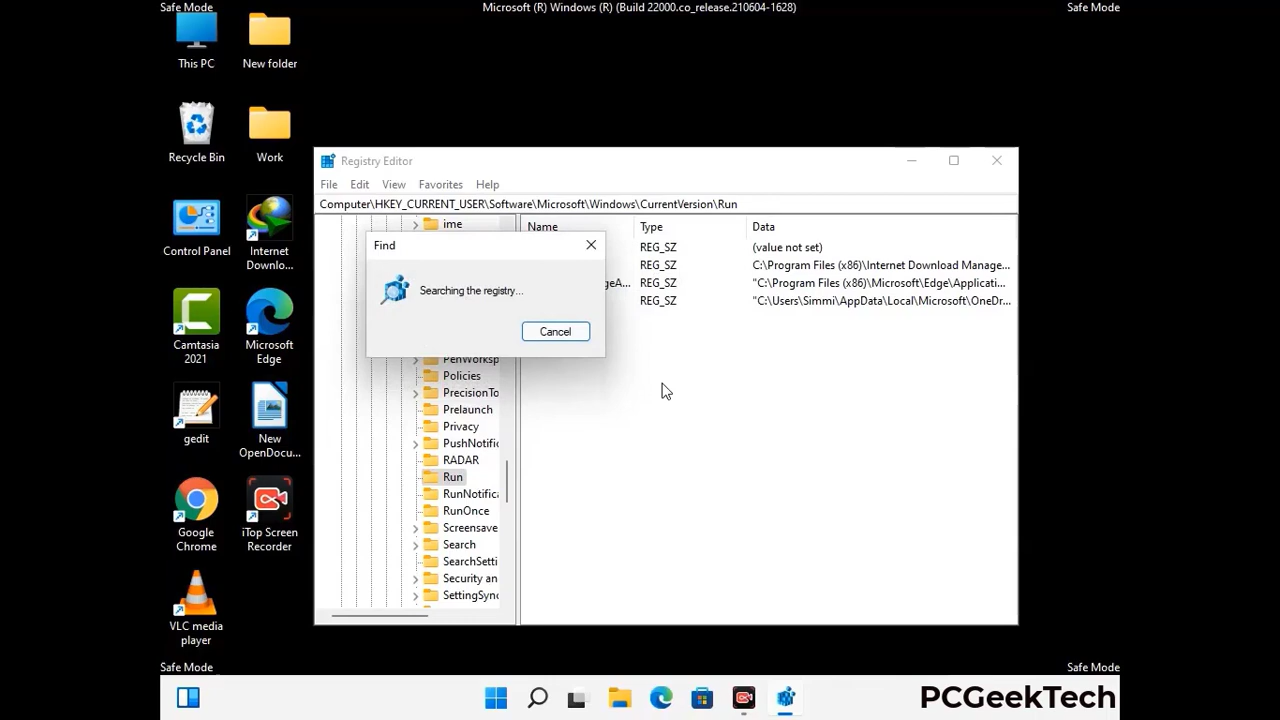 Safe Mode
Microsoft (R) Windows (R) (Build 22000.co_release.210604-1628)
Safe Mode
This PC
New folder
Recycle Bin
Work
Control Panel
Internet
Downlo...
Camtasia
2021
Microsoft
Edge
gedit
New
OpenDocu...
Google
Chrome
iTop Screen
Recorder
VLC media
player
Registry Editor
File Edit View Favorites Help
Computer\HKEY_CURRENT_USER\Software\Microsoft\Windows\CurrentVersion\Run
ime
PenWorksp
Policies
PrecisionTo
Prelaunch
Privacy
PushNotific
RADAR
Run
RunNotifica
RunOnce
Screensave
Search
SearchSetti
Security an
SettingSync
Name Type Data
REG_SZ (value not set)
REG_SZ C:\Program Files (x86)\Internet Download Manage...
geA... REG_SZ "C:\Program Files (x86)\Microsoft\Edge\Applicati...
REG_SZ "C:\Users\Simmi\AppData\Local\Microsoft\OneDr...
Find
Searching the registry...
Cancel
Safe Mode
Safe Mode
PCGeekTech